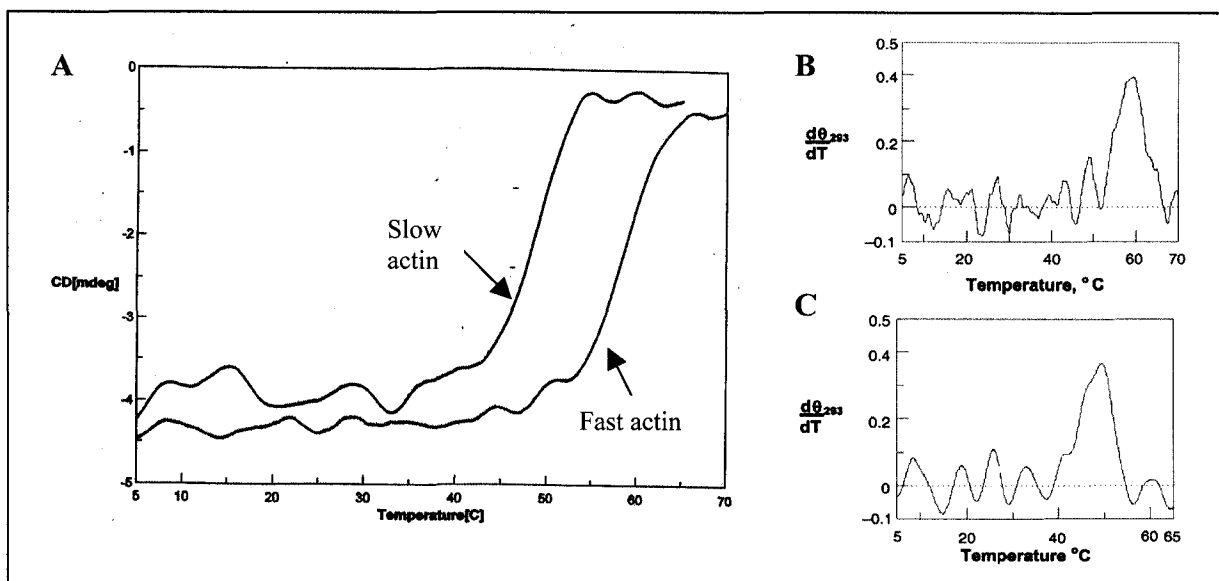 A
0
-1
-2
-3
-4
-5
CD[mdeg]
Slow
actin
Fast actin
5 10 20 30 40 50 60 70
Temperature[C]
B
0.5
0.4
0.2
0
-0.1
dθ293
dT
5 20 40 60 70
Temperature, °C
C
0.5
0.4
0.2
0
-0.1
dθ293
dT
5 20 40 60 65
Temperature °C